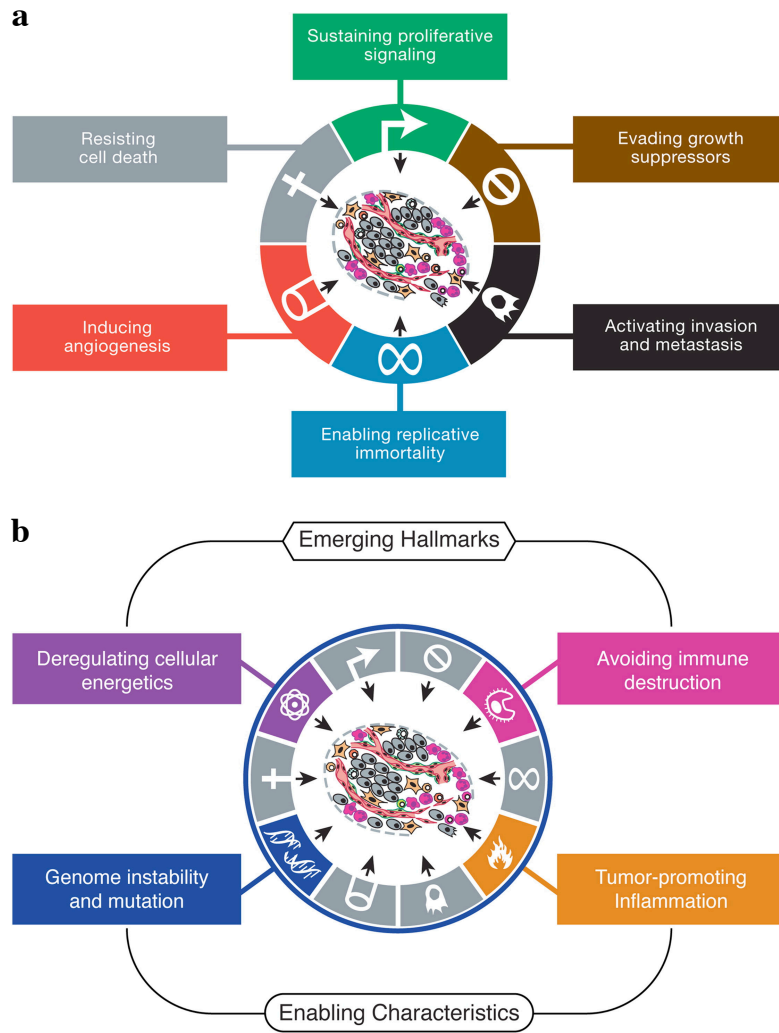 a
Sustaining proliferative
signaling
Resisting
cell death
Evading growth
suppressors
Inducing
angiogenesis
Activating invasion
and metastasis
Enabling replicative
immortality
b
Emerging Hallmarks
Deregulating cellular
energetics
Avoiding immune
destruction
Genome instability
and mutation
Tumor-promoting
Inflammation
Enabling Characteristics